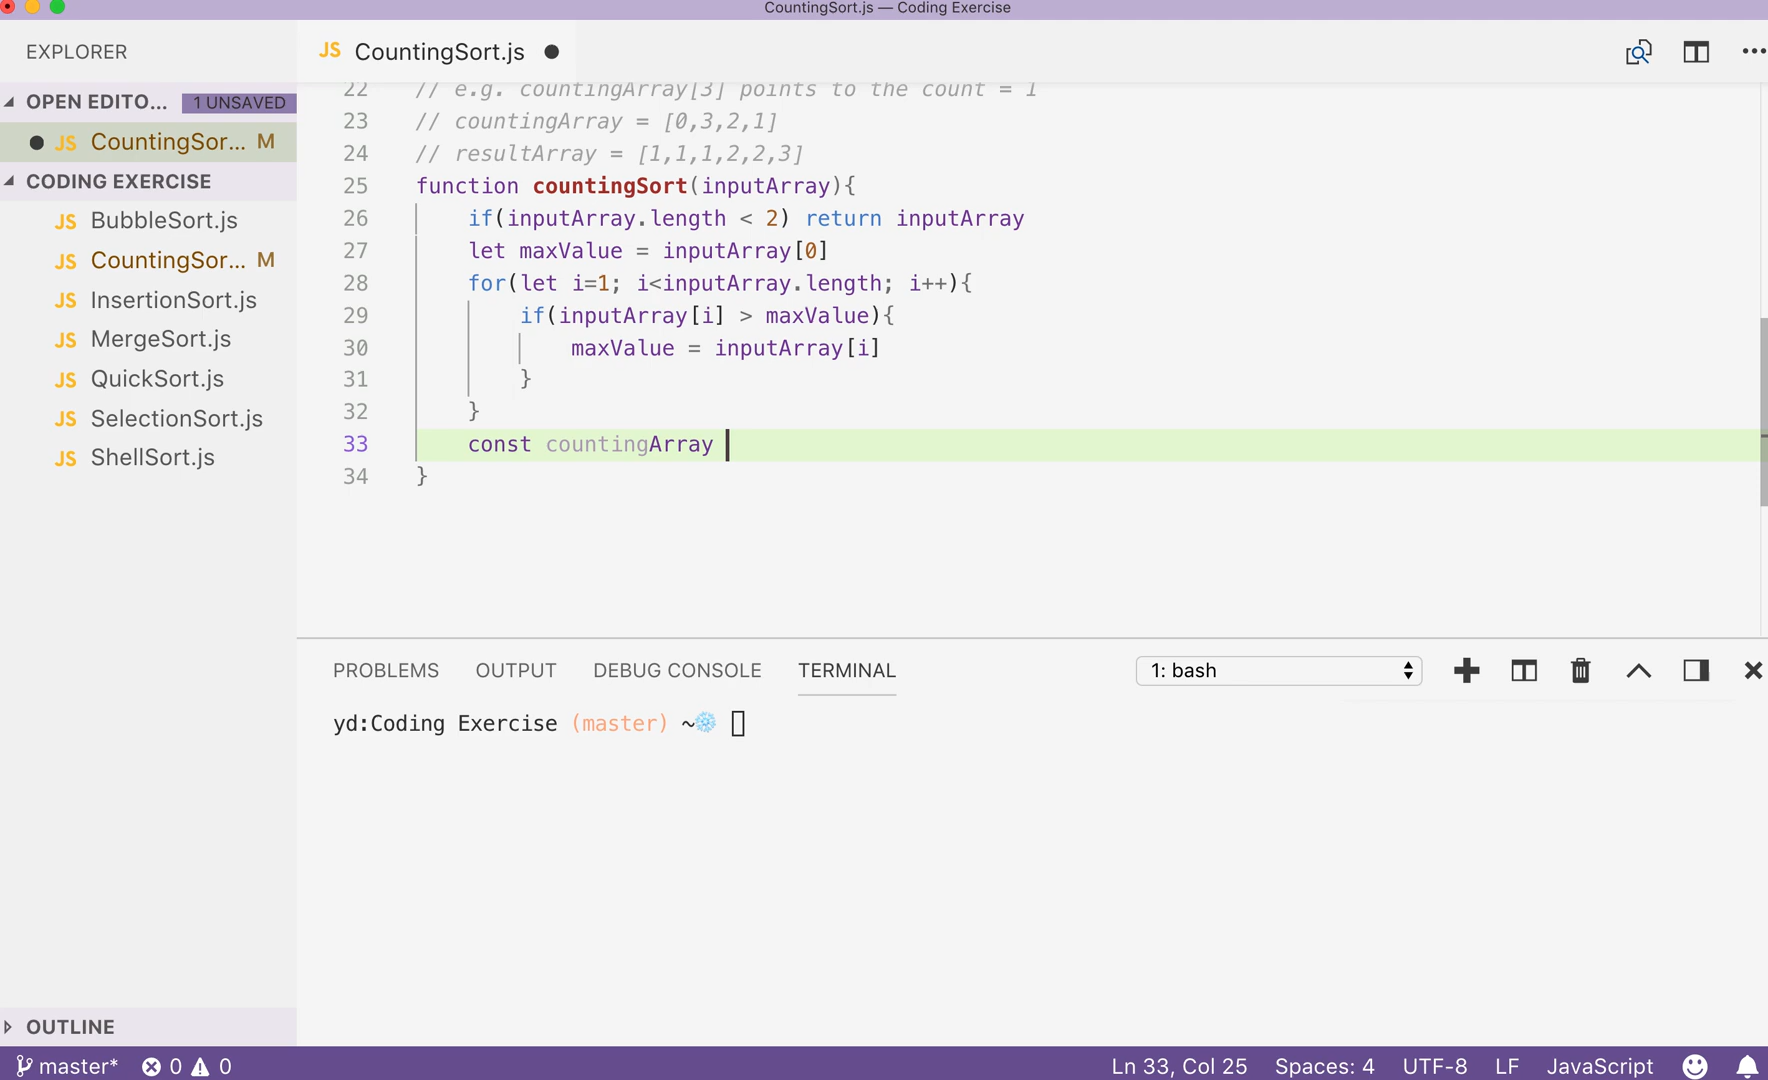 CountingSort.js — Coding Exercise
EXPLORER
JS CountingSort.js
OPEN EDITO... 1 UNSAVED
JS CountingSor... M
CODING EXERCISE
JS BubbleSort.js
JS CountingSor... M
JS InsertionSort.js
JS MergeSort.js
JS QuickSort.js
JS SelectionSort.js
JS ShellSort.js
22 // e.g. countingArray[3] points to the count = 1
23 // countingArray = [0,3,2,1]
24 // resultArray = [1,1,1,2,2,3]
25 function countingSort(inputArray){
26 if(inputArray.length < 2) return inputArray
27 let maxValue = inputArray[0]
28 for(let i=1; i<inputArray.length; i++){
29 if(inputArray[i] > maxValue){
30 maxValue = inputArray[i]
31 }
32 }
33 const countingArray
34 }
PROBLEMS OUTPUT DEBUG CONSOLE TERMINAL 1: bash
yd:Coding Exercise (master) ~
OUTLINE
master* 0 0 Ln 33, Col 25 Spaces: 4 UTF-8 LF JavaScript